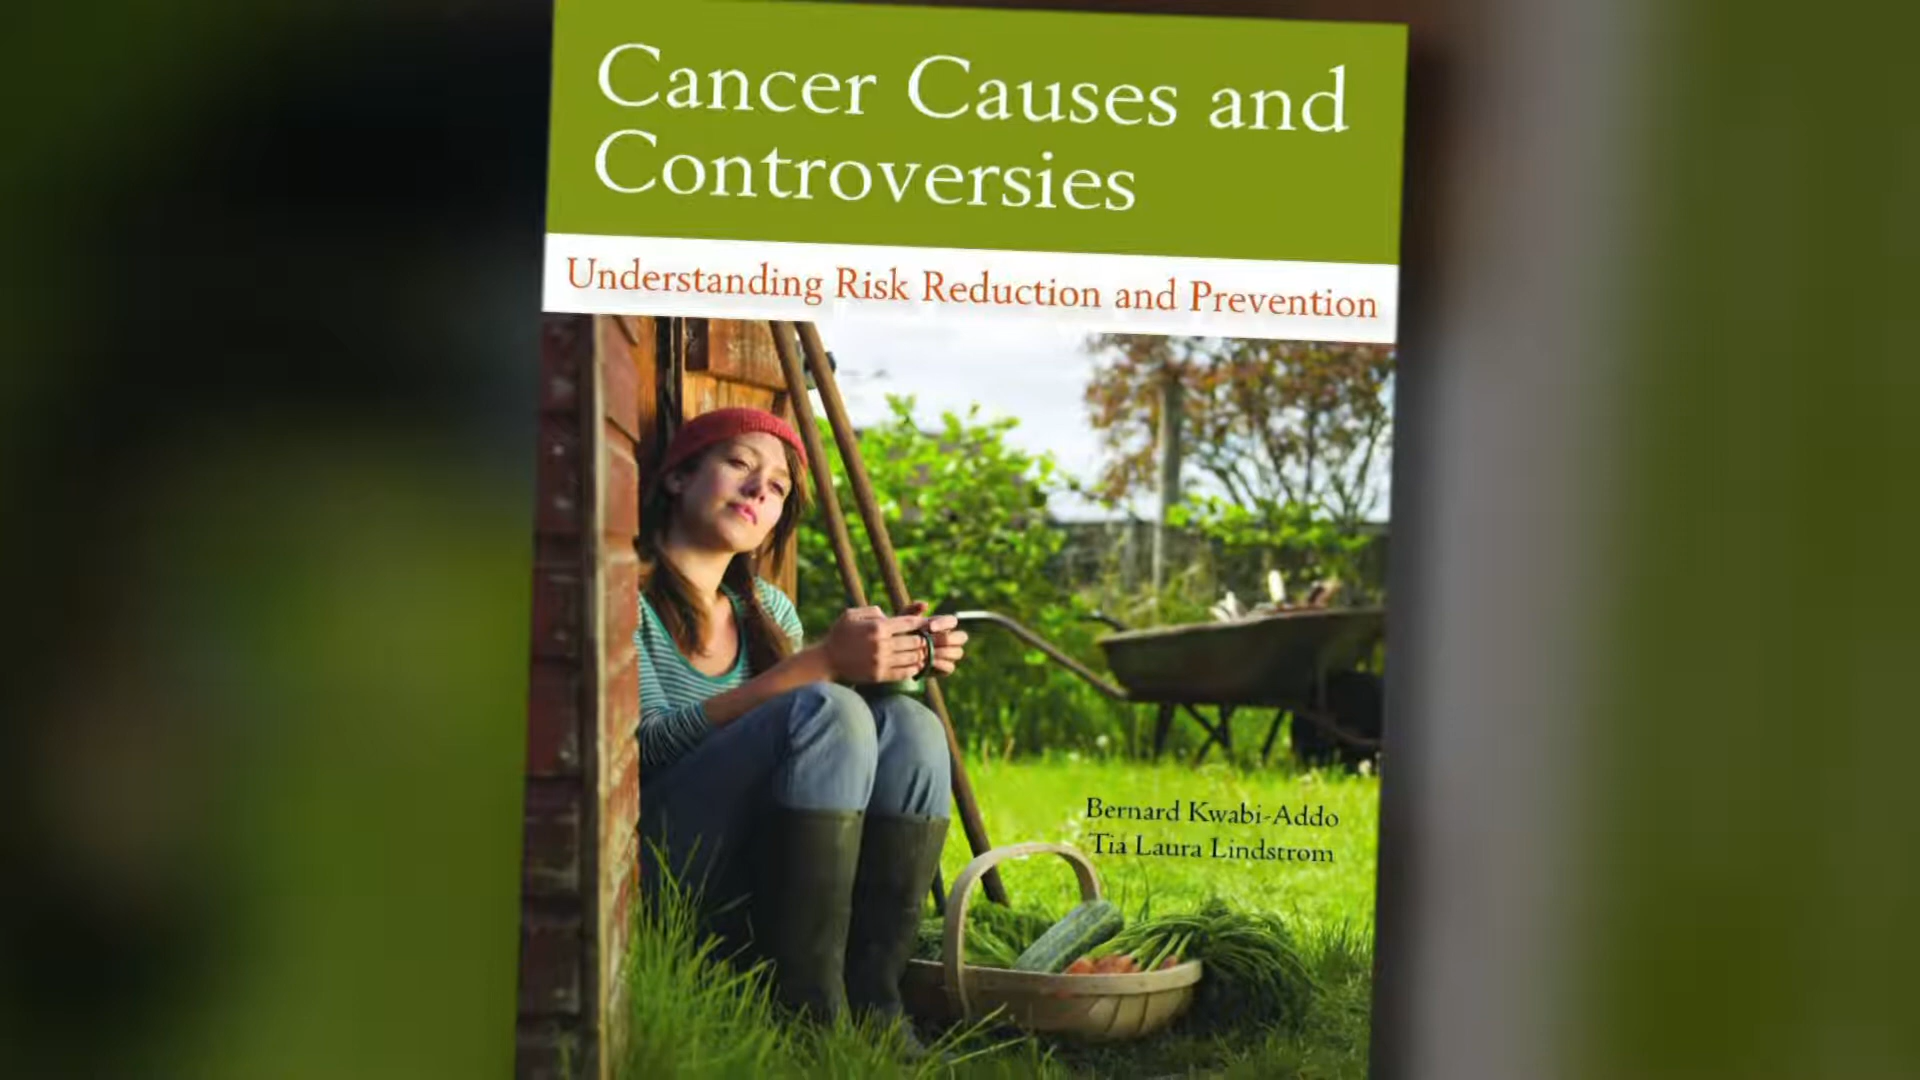 Cancer Causes and
Controversies
Understanding Risk Reduction and Prevention
Bernard Kwabi-Addo
Tia Laura Lindstrom